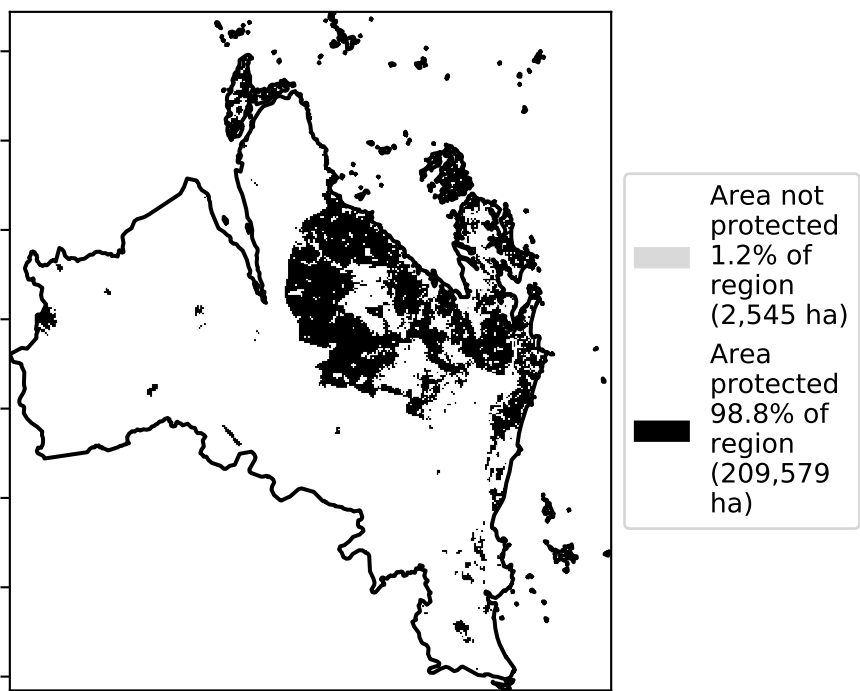 Area not
protected
1.2% of
region
(2,545 ha)
Area
protected
98.8% of
region
(209,579
ha)